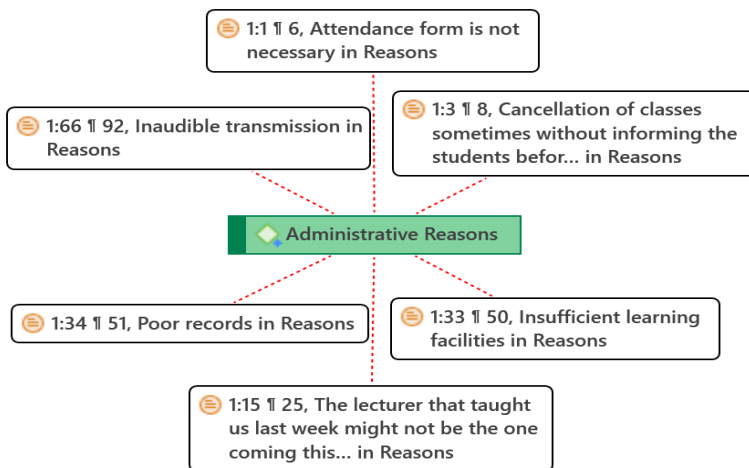 1:1 ¶ 6, Attendance form is not
necessary in Reasons
1:66 ¶ 92, Inaudible transmission in
Reasons
1:3 ¶ 8, Cancellation of classes
sometimes without informing the
students befor... in Reasons
Administrative Reasons
1:34 ¶ 51, Poor records in Reasons
1:33 ¶ 50, Insufficient learning
facilities in Reasons
1:15 ¶ 25, The lecturer that taught
us last week might not be the one
coming this... in Reasons